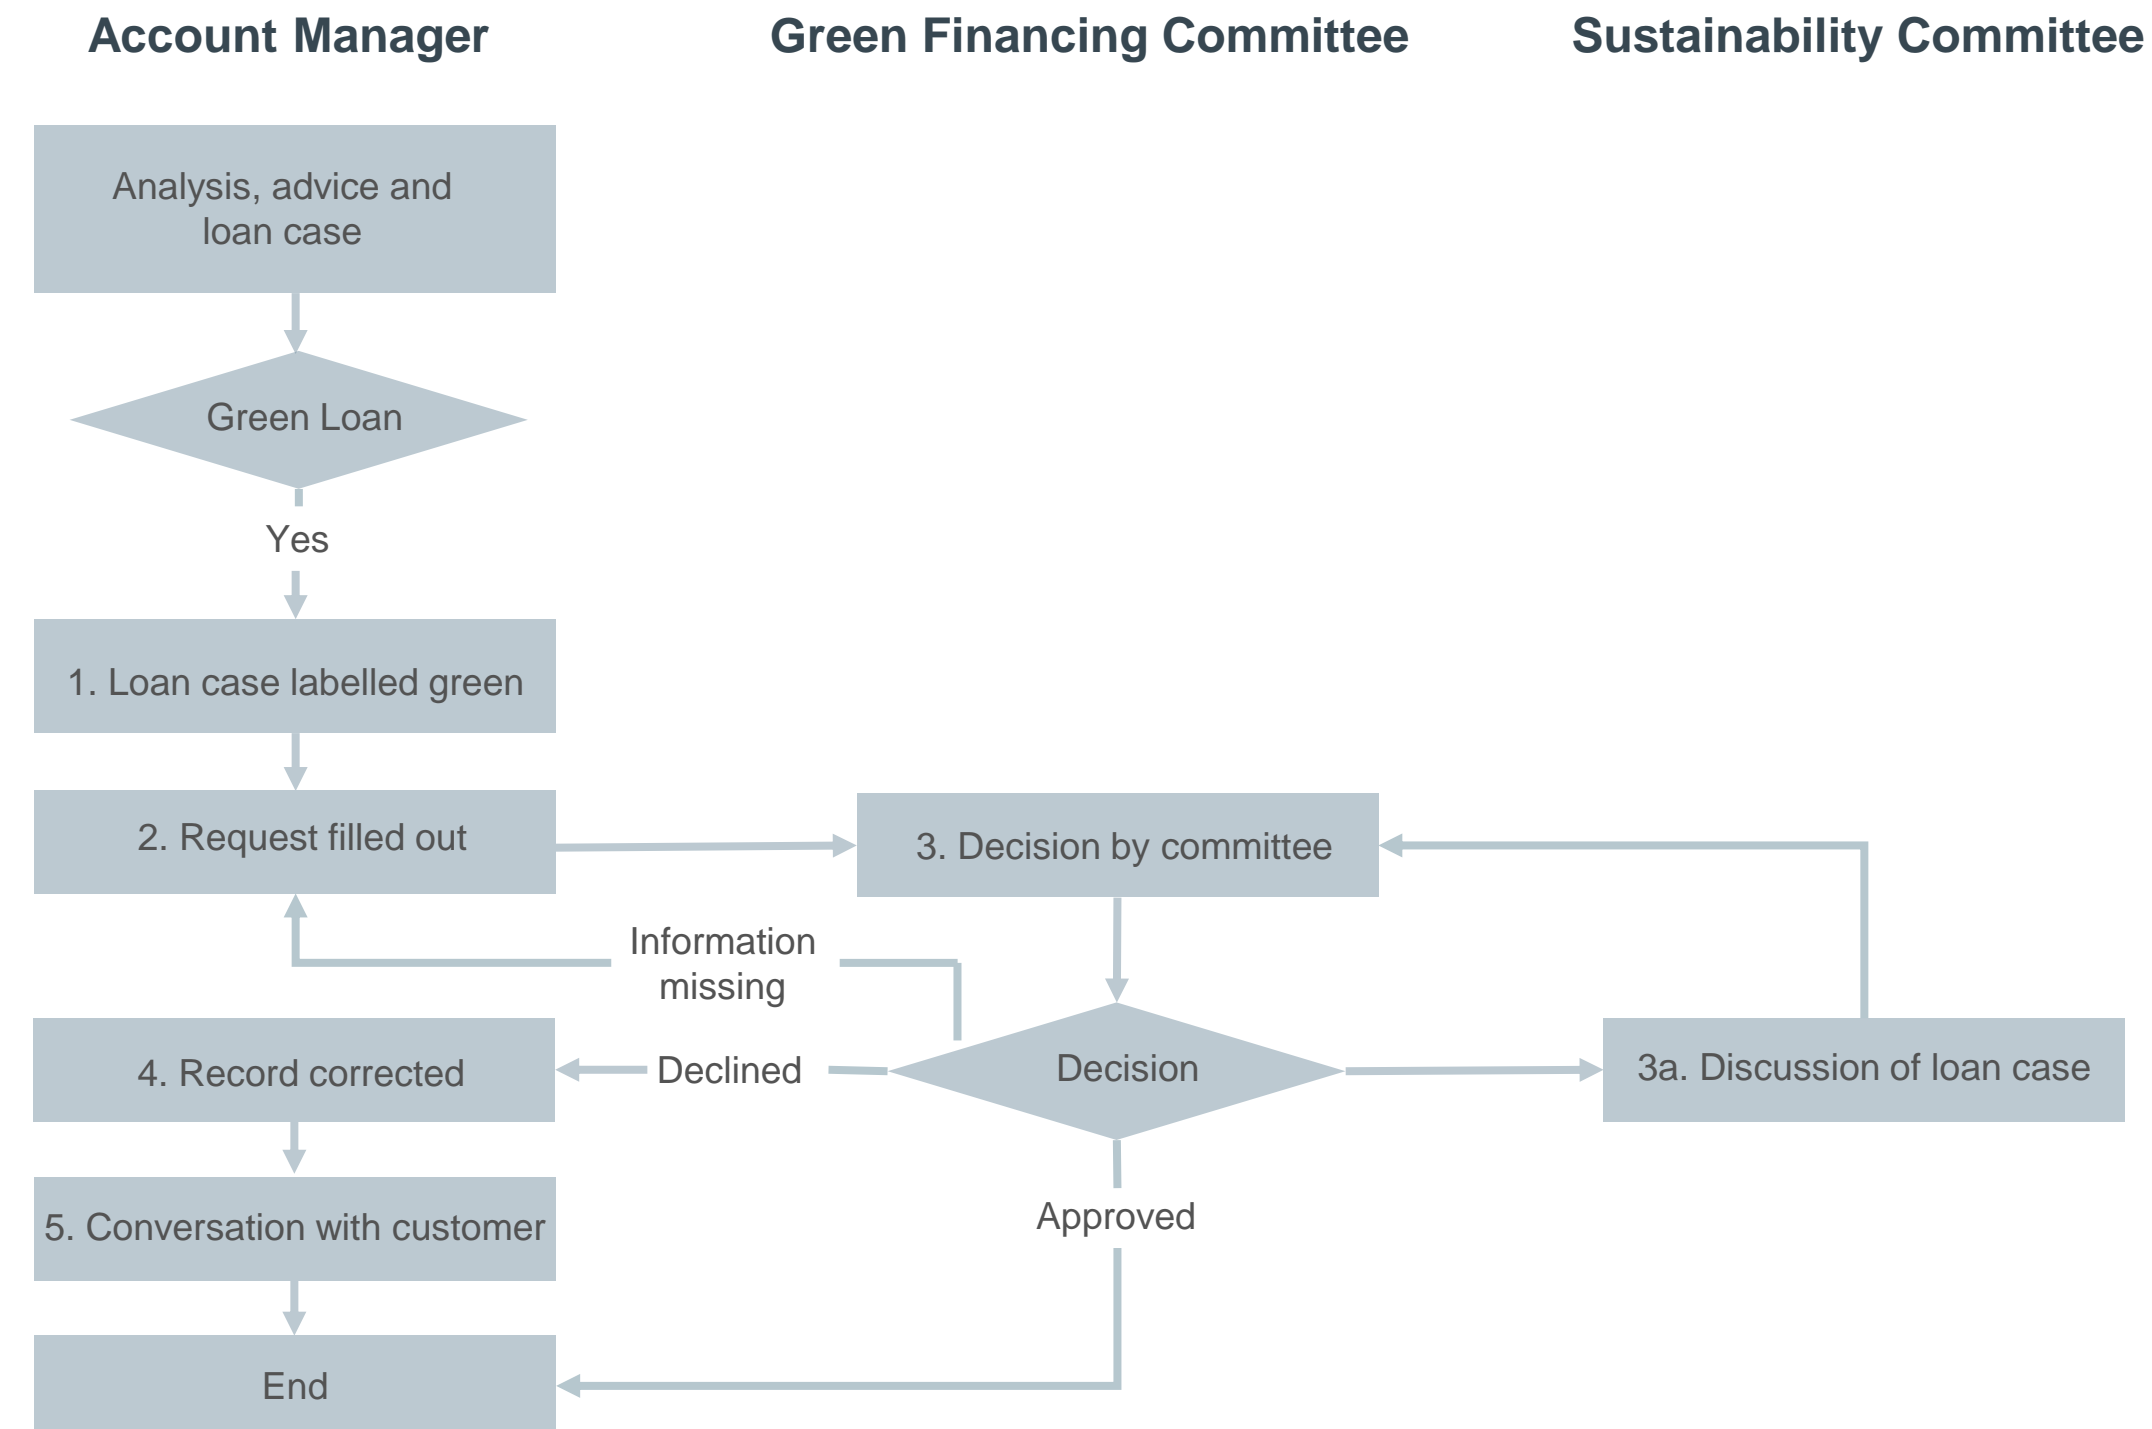 Account Manager
Green Financing Committee
Sustainability Committee
Analysis, advice and
loan case
Green Loan
Yes
1. Loan case labelled green
2. Request filled out
3. Decision by committee
Information
missing
4. Record corrected
Declined
Decision
3a. Discussion of loan case
5. Conversation with customer
Approved
End